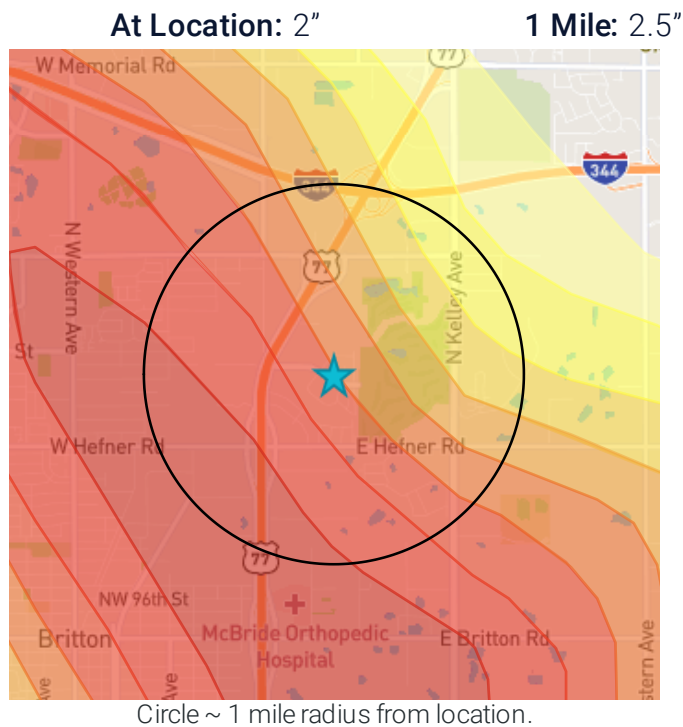 At Location: 2” 1 Mile: 2.5”
77
W Memorial Rd
344
N Western Ave
77
N Kelley Ave
St
W Hefner Rd
E Hefner Rd
77
NW 96th St
Britton
McBride Orthopedic
Hospital
E Britton Rd
Ave
Ave
stern Ave
Circle ~ 1 mile radius from location.